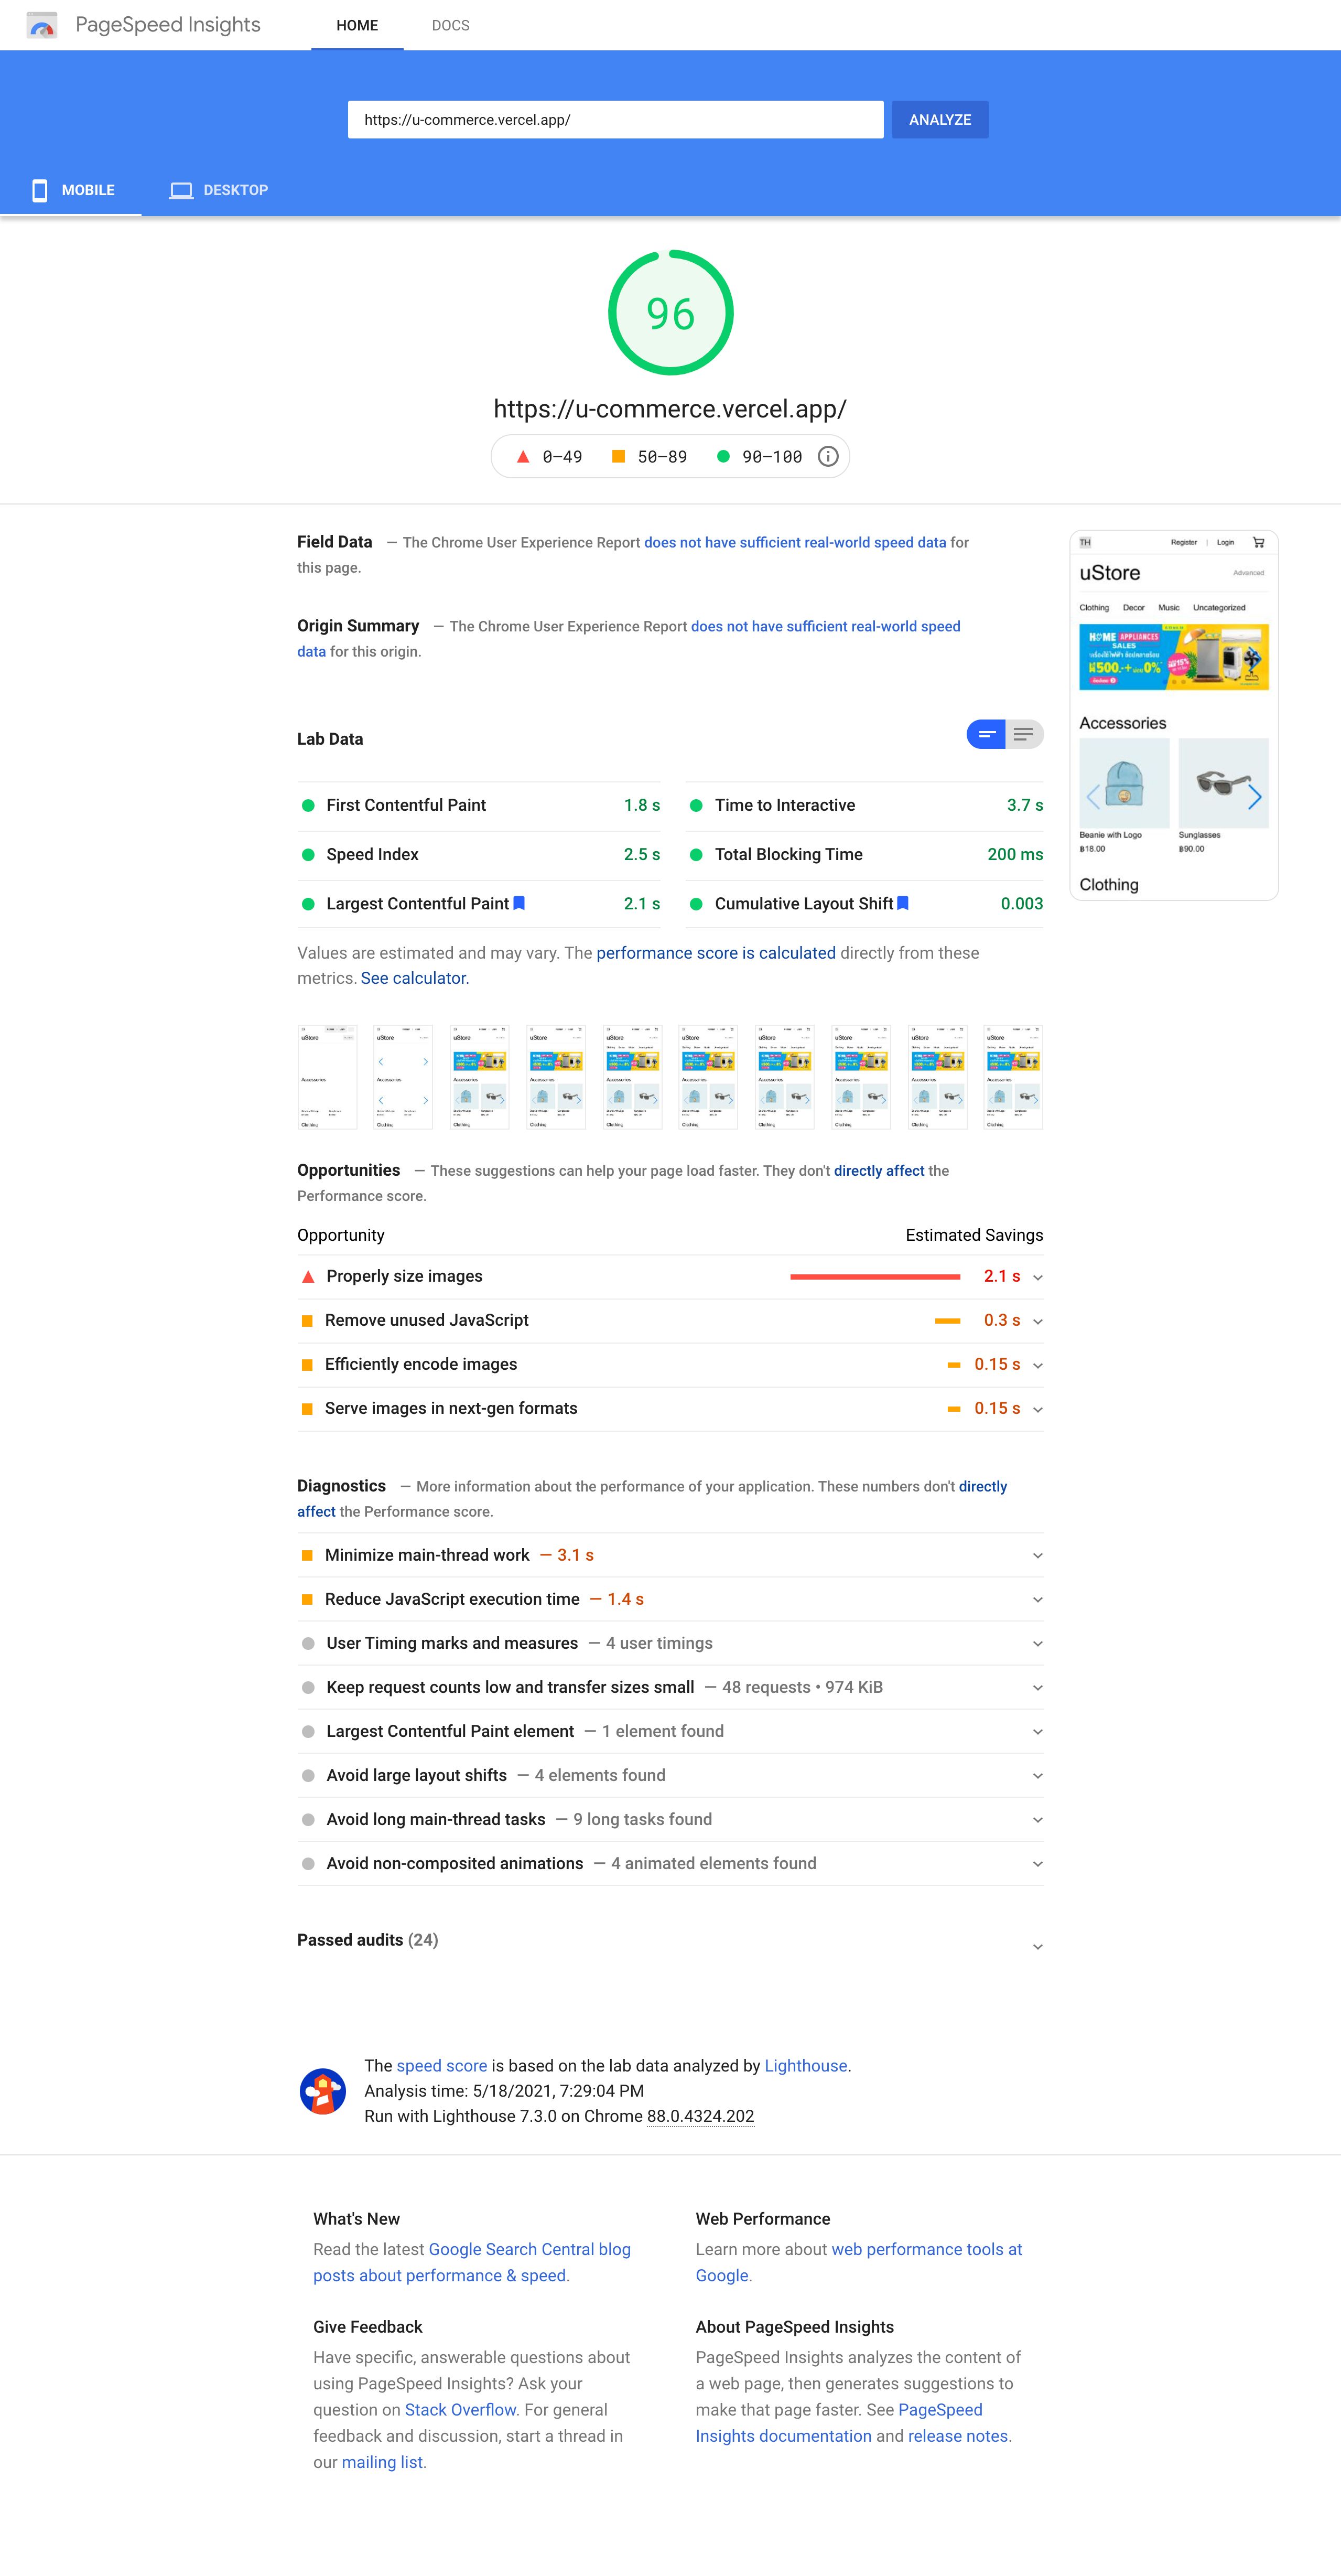 PageSpeed Insights
HOME
DOCS
https://u-commerce.vercel.app/
ANALYZE
MOBILE
DESKTOP
96
https://u-commerce.vercel.app/
0–49
50–89
90–100
Field Data — The Chrome User Experience Report does not have sufficient real-world speed data for
this page.
Origin Summary — The Chrome User Experience Report does not have sufficient real-world speed
data for this origin.
TH
Register | Login
uStore
Advanced
Clothing Decor Music Uncategorized
HOME APPLIANCES
SALES
฿500.-+ 0%
15%
Accessories
Beanie with Logo
฿18.00
Sunglasses
฿90.00
Clothing
Lab Data
First Contentful Paint 1.8 s
Time to Interactive 3.7 s
Speed Index 2.5 s
Total Blocking Time 200 ms
Largest Contentful Paint 2.1 s
Cumulative Layout Shift 0.003
Values are estimated and may vary. The performance score is calculated directly from these
metrics. See calculator.
Opportunities — These suggestions can help your page load faster. They don't directly affect the
Performance score.
Opportunity Estimated Savings
Properly size images 2.1 s
Remove unused JavaScript 0.3 s
Efficiently encode images 0.15 s
Serve images in next-gen formats 0.15 s
Diagnostics — More information about the performance of your application. These numbers don't directly
affect the Performance score.
Minimize main-thread work — 3.1 s
Reduce JavaScript execution time — 1.4 s
User Timing marks and measures — 4 user timings
Keep request counts low and transfer sizes small — 48 requests • 974 KiB
Largest Contentful Paint element — 1 element found
Avoid large layout shifts — 4 elements found
Avoid long main-thread tasks — 9 long tasks found
Avoid non-composited animations — 4 animated elements found
Passed audits (24)
The speed score is based on the lab data analyzed by Lighthouse.
Analysis time: 5/18/2021, 7:29:04 PM
Run with Lighthouse 7.3.0 on Chrome 88.0.4324.202
What's New
Read the latest Google Search Central blog
posts about performance & speed.
Web Performance
Learn more about web performance tools at
Google.
Give Feedback
Have specific, answerable questions about
using PageSpeed Insights? Ask your
question on Stack Overflow. For general
feedback and discussion, start a thread in
our mailing list.
About PageSpeed Insights
PageSpeed Insights analyzes the content of
a web page, then generates suggestions to
make that page faster. See PageSpeed
Insights documentation and release notes.